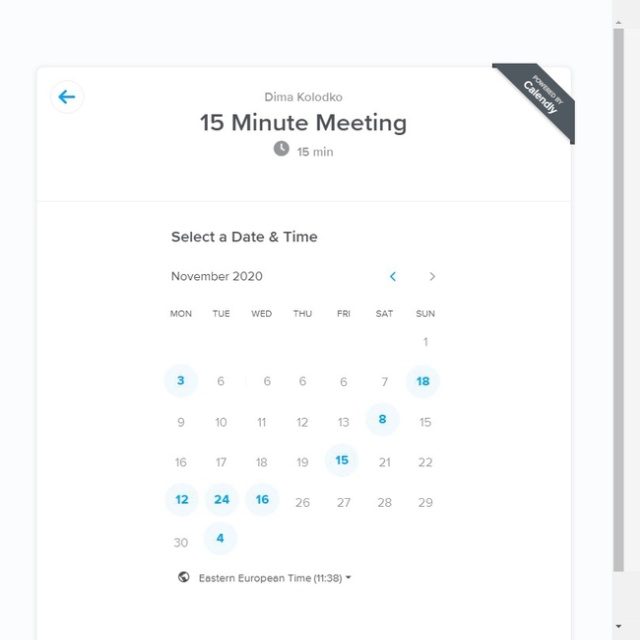 POWERED BY
Calendly
Dima Kolodko
15 Minute Meeting
15 min
Select a Date & Time
November 2020
MON TUE WED THU FRI SAT SUN
1
3 6 6 6 6 7 18
9 10 11 12 13 8 15
16 17 18 19 15 21 22
12 24 16 26 27 28 29
30 4
Eastern European Time (11:38)